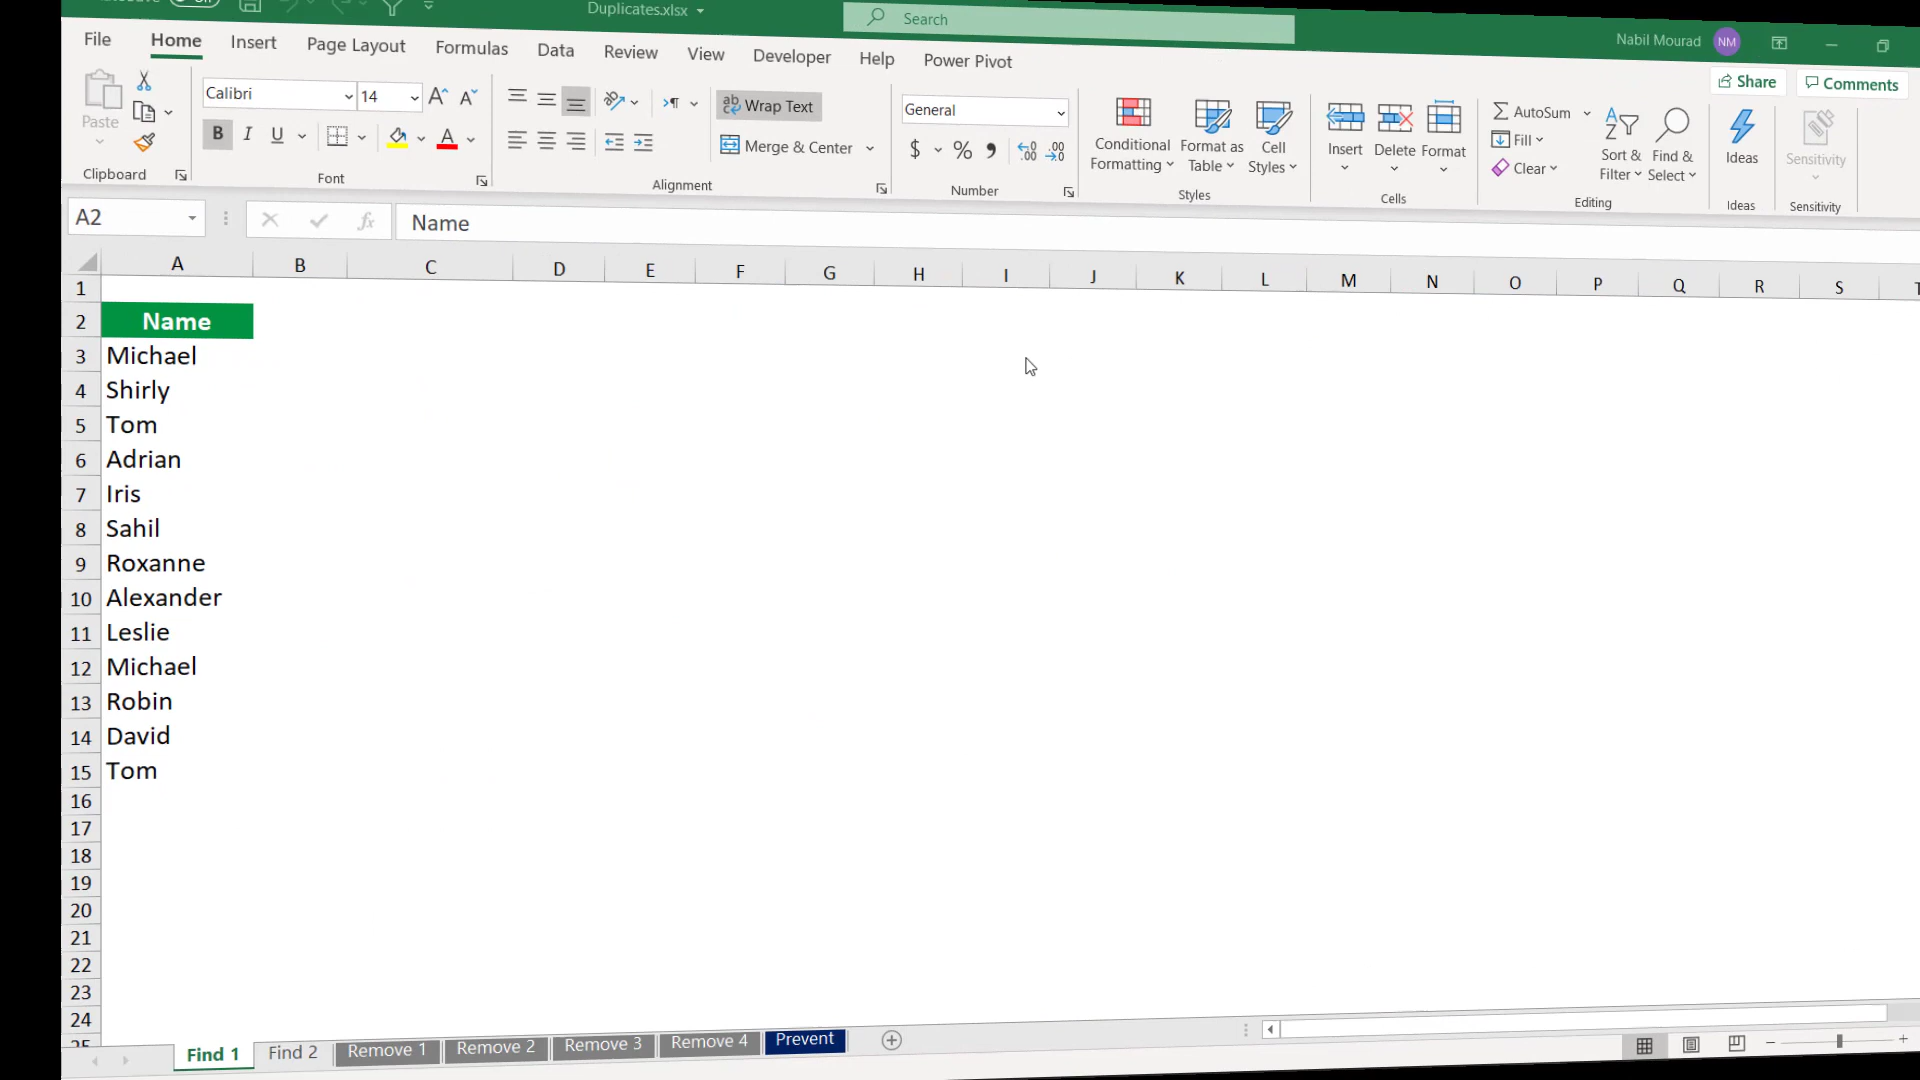 Duplicates.xlsx
Search
Nabil Mourad NM
File Home Insert Page Layout Formulas Data Review View Developer Help Power Pivot
Share Comments
Paste
Calibri 14
B I U A
Wrap Text
Merge & Center
General
$ % 9 .00
Conditional Formatting
Format as Table
Cell Styles
Insert Delete Format
AutoSum
Fill
Clear
Sort & Filter
Find & Select
Ideas
Sensitivity
Clipboard Font Alignment Number Styles Cells Editing Ideas Sensitivity
A2 fx Name
A B C D E F G H I J K L M N O P Q R S
1
2 Name
3 Michael
4 Shirly
5 Tom
6 Adrian
7 Iris
8 Sahil
9 Roxanne
10 Alexander
11 Leslie
12 Michael
13 Robin
14 David
15 Tom
16
17
18
19
20
21
22
23
24
25
Find 1 Find 2 Remove 1 Remove 2 Remove 3 Remove 4 Prevent